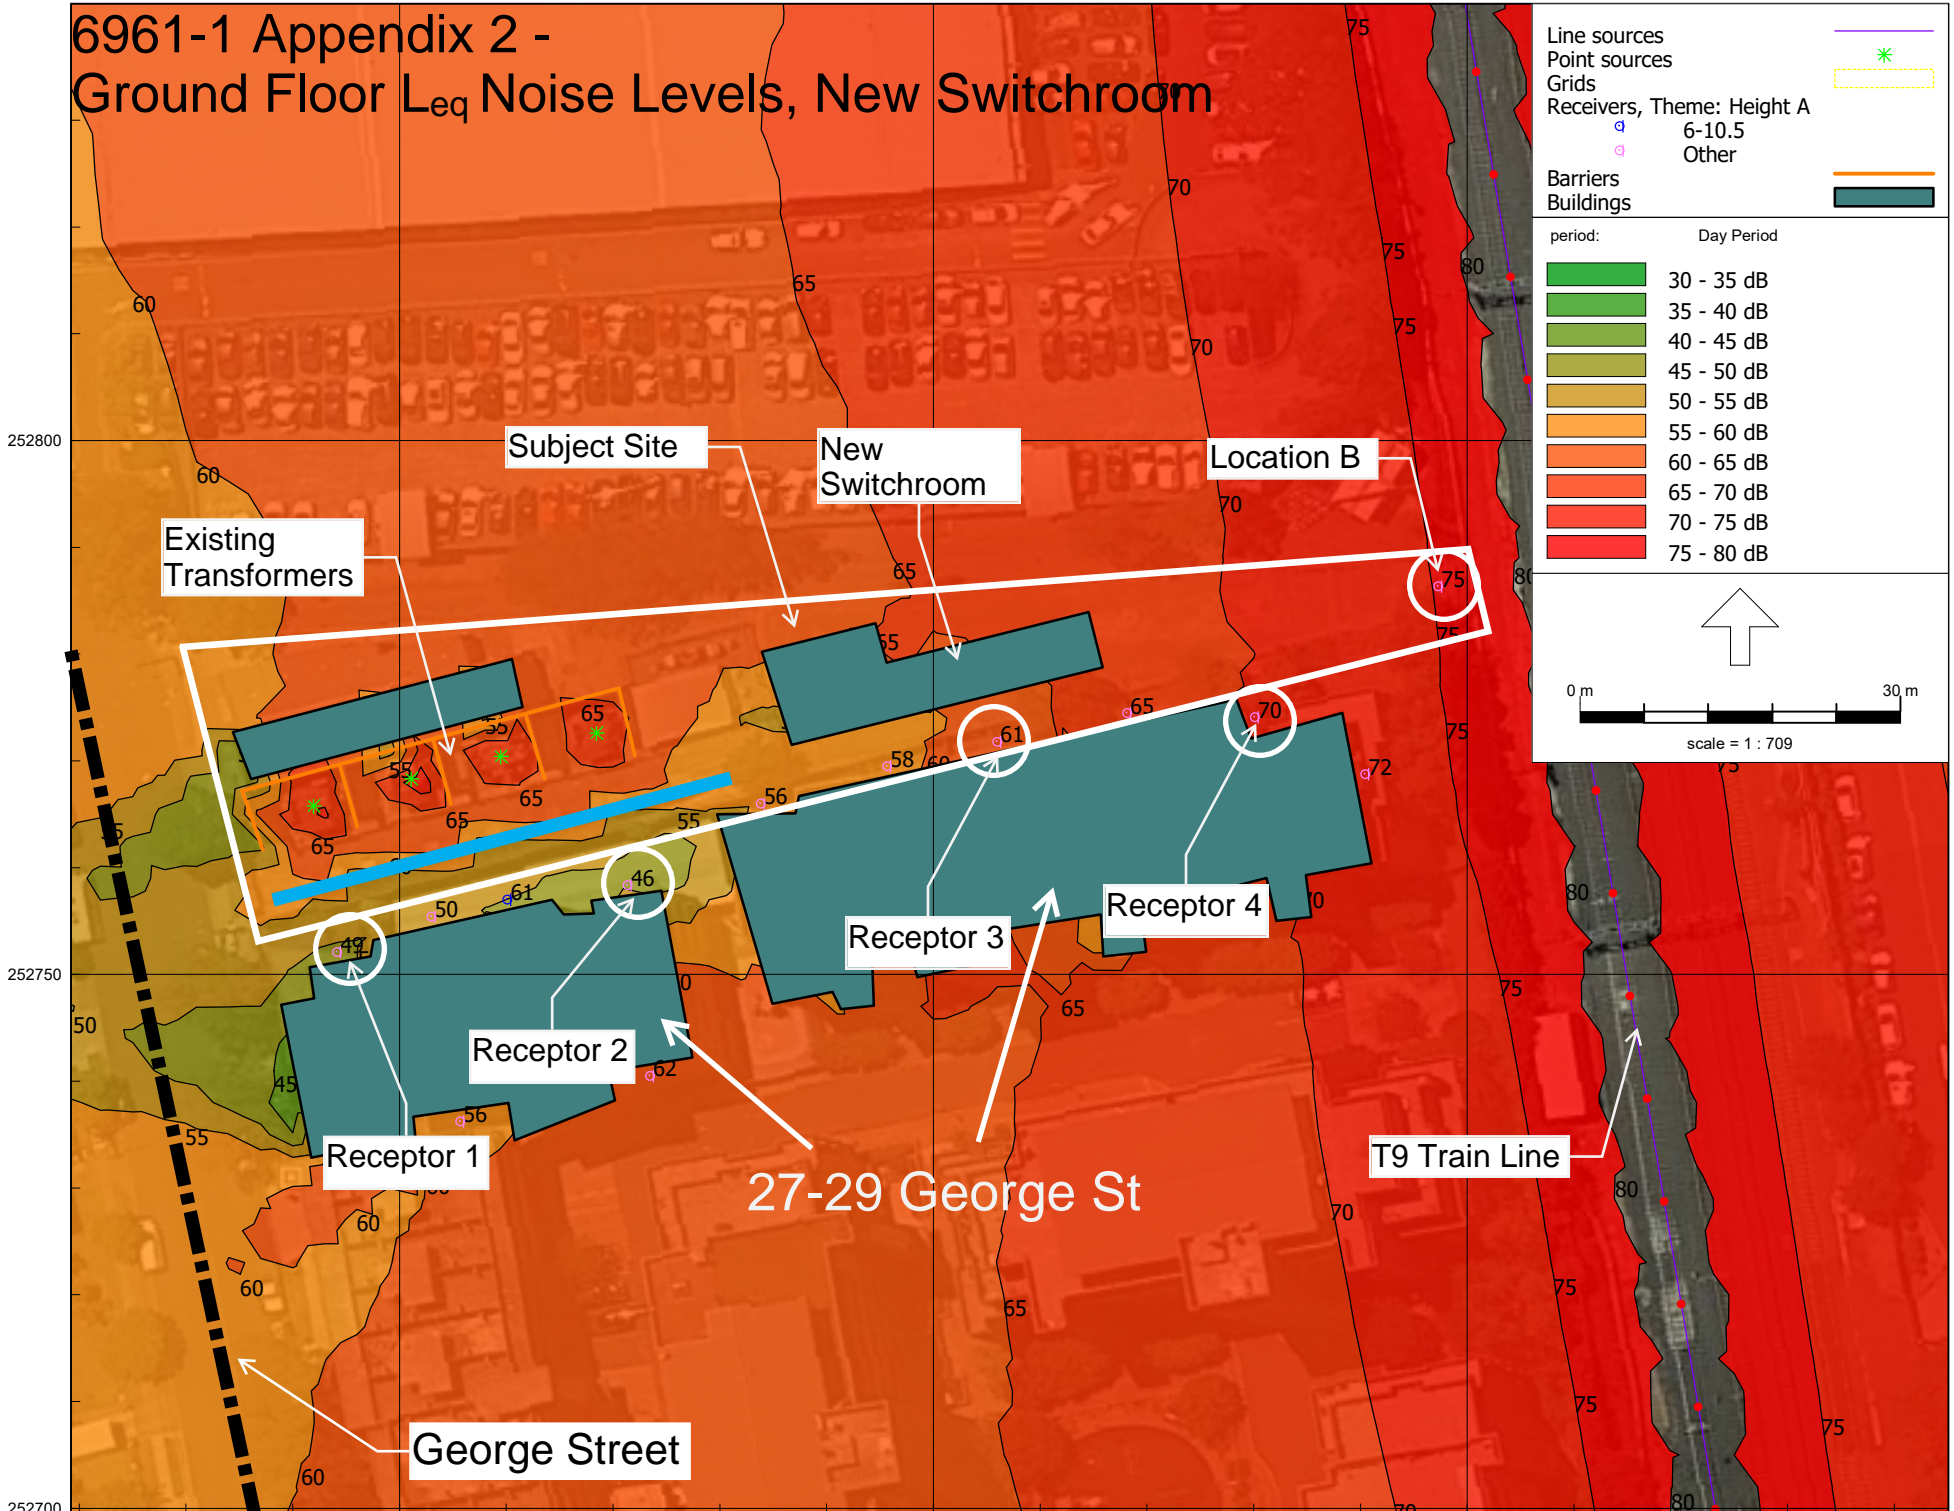 6961-1 Appendix 2 -
Ground Floor Leq Noise Levels, New Switchroom
Line sources
Point sources
Grids
Receivers, Theme: Height A
6-10.5
Other
Barriers
Buildings
period: Day Period
30 - 35 dB
35 - 40 dB
40 - 45 dB
45 - 50 dB
50 - 55 dB
55 - 60 dB
60 - 65 dB
65 - 70 dB
70 - 75 dB
75 - 80 dB
0 m 30 m
scale = 1 : 709
75
70
70
75
80
60
65
75
70
252800
Subject Site
New
Switchroom
Location B
60
70
Existing
Transformers
65
75
80
75
65
65
70
61
58
60
56
72
75
55
65
65
65
55
65
55
46
61
50
49
80
70
Receptor 4
Receptor 3
252750
75
50
65
Receptor 2
62
45
56
55
Receptor 1
T9 Train Line
27-29 George St
80
60
70
60
75
65
George Street
75
75
60
80
70
252700